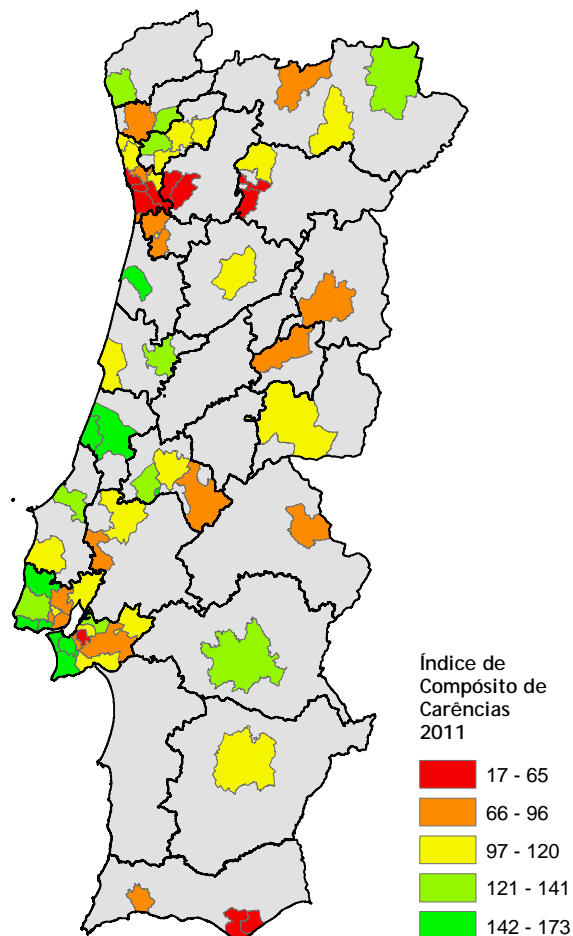 Índice de
Compósito de
Carências
2011
17 - 65
66 - 96
97 - 120
121 - 141
142 - 173